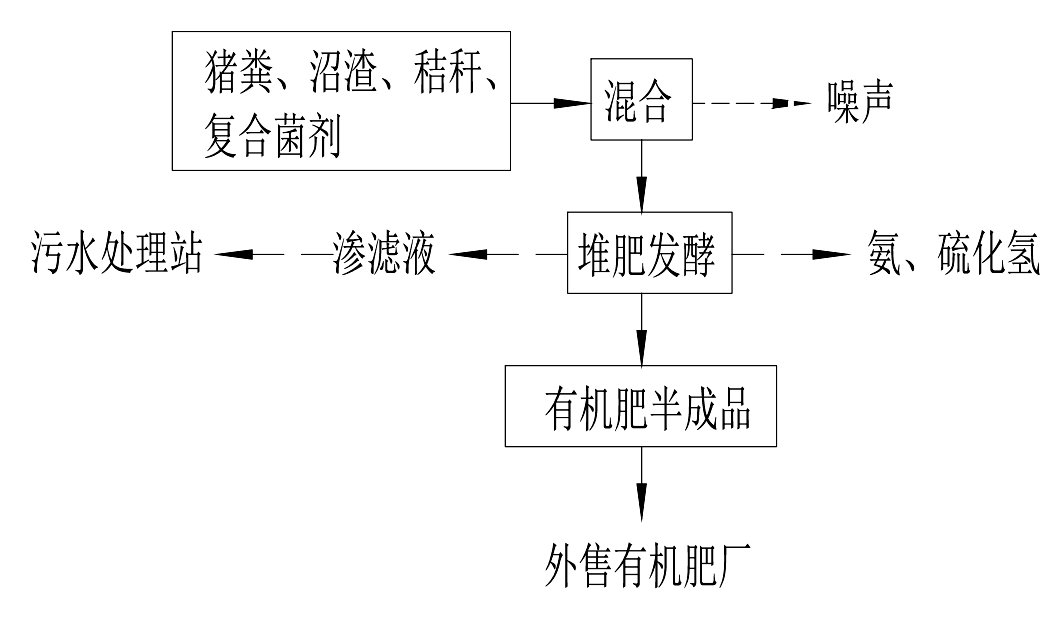 猪粪、沼渣、秸秆、
复合菌剂
混合
噪声
污水处理站
渗滤液
堆肥发酵
氨、硫化氢
有机肥半成品
外售有机肥厂